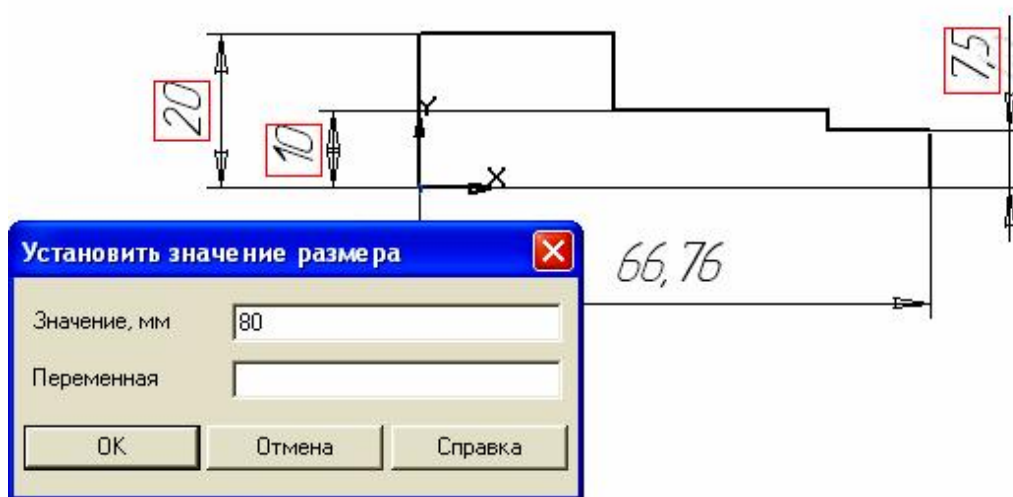 20
10
7,5
Y
X
66,76
Установить значение размера
Значение, мм
80
Переменная
OK
Отмена
Справка